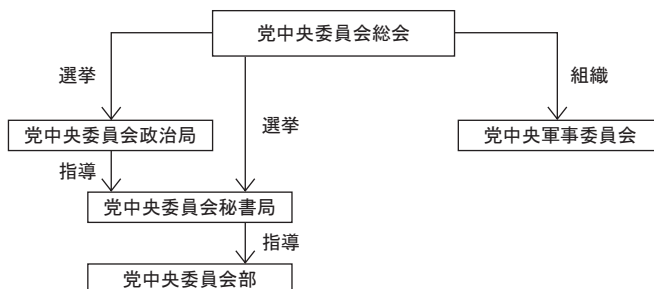 党中央委員会総会
選挙
組織
選挙
党中央委員会政治局
党中央軍事委員会
指導
党中央委員会秘書局
指導
党中央委員会部